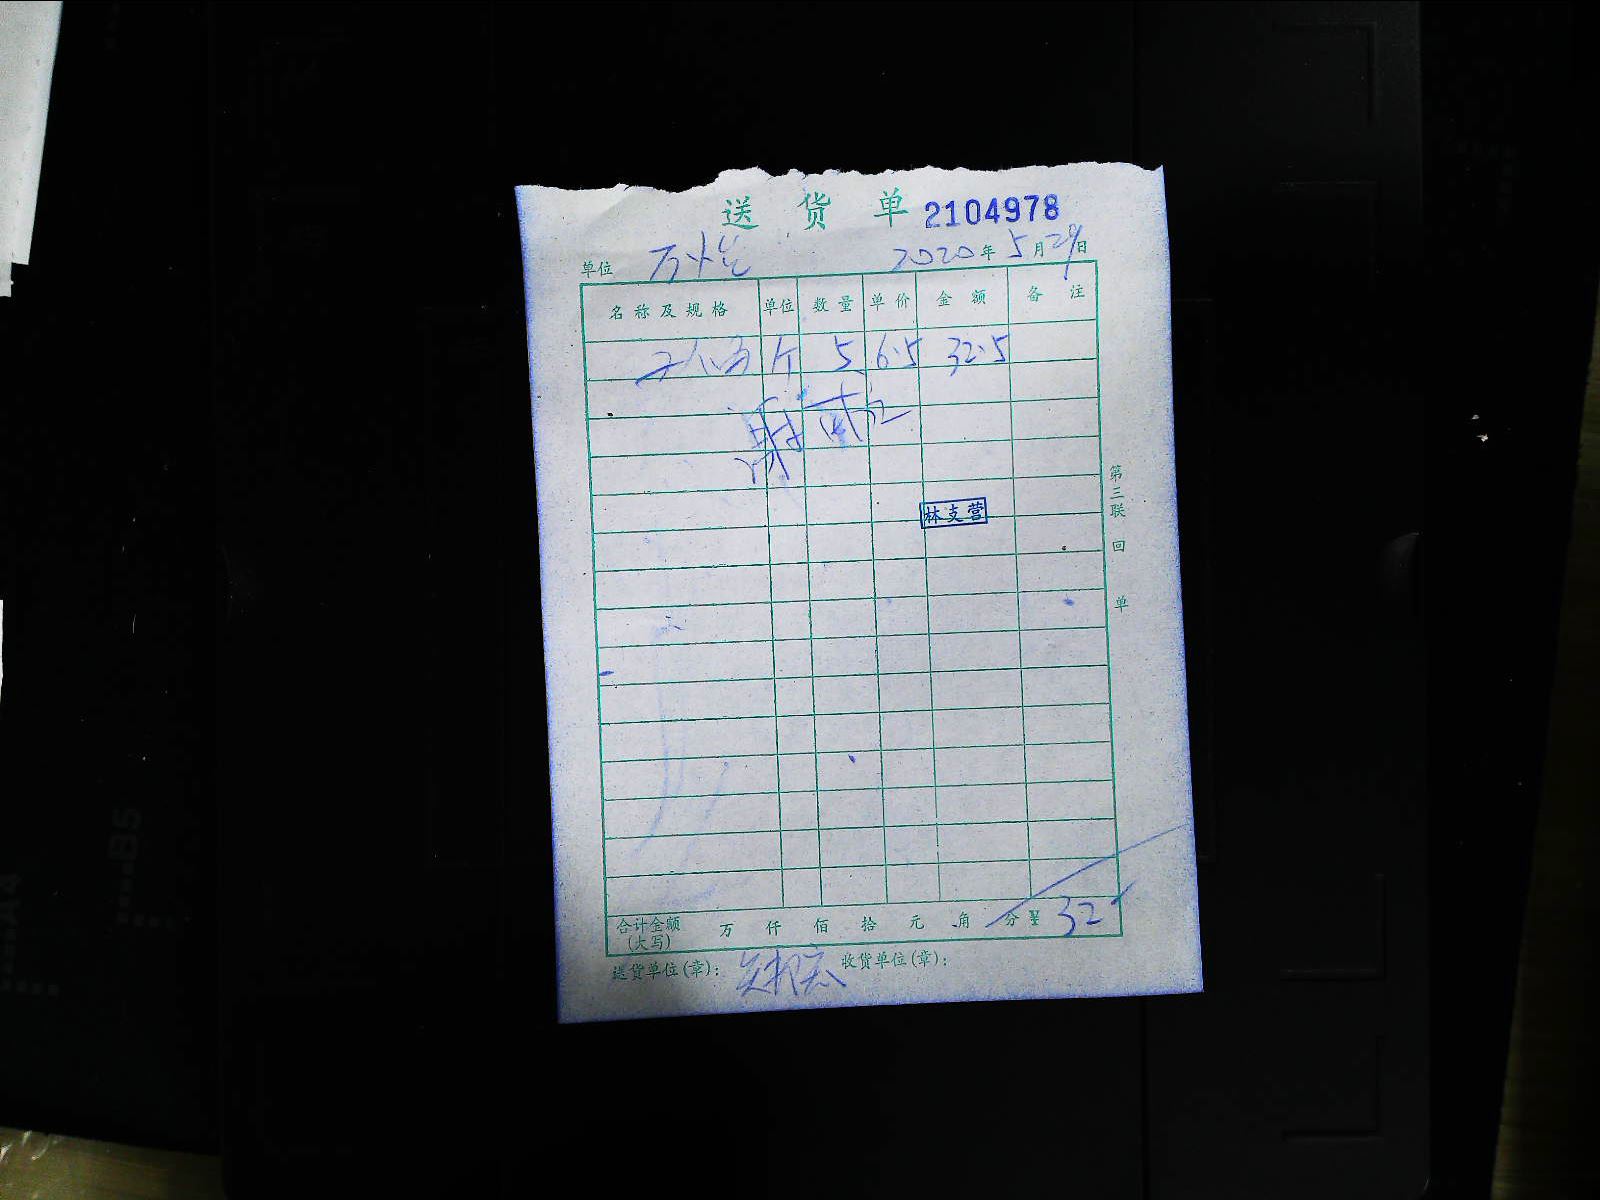 送货单 2104978
单位 2020年5月29日
名称及规格 单位 数量 单价 金额 备注
斤 5 6.5 32.5
林支营
第三联 回单
合计金额(大写) 万 仟 佰 拾 元 角 分 ¥ 32
送货单位(章): 收货单位(章):
B5
A4